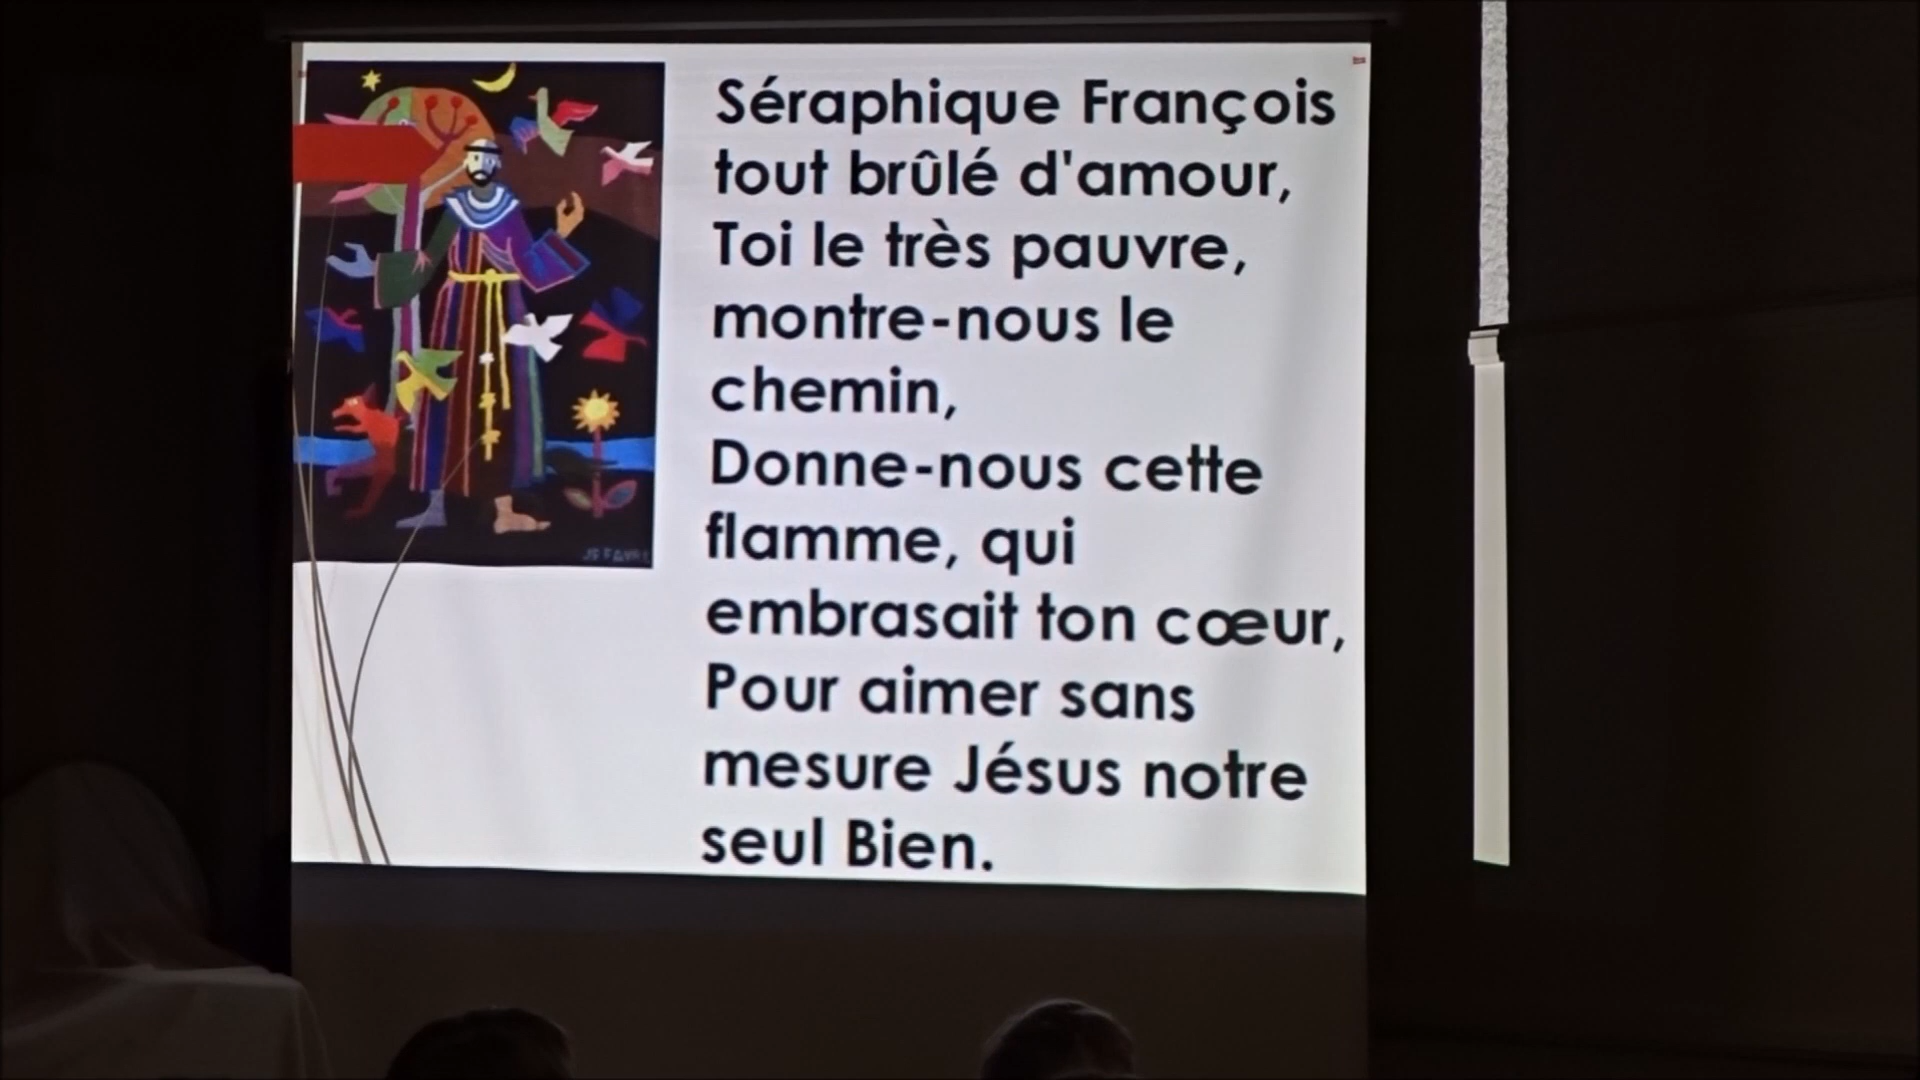 Séraphique François
tout brûlé d'amour,
Toi le très pauvre,
montre-nous le
chemin,
Donne-nous cette
flamme, qui
embrasait ton cœur,
Pour aimer sans
mesure Jésus notre
seul Bien.